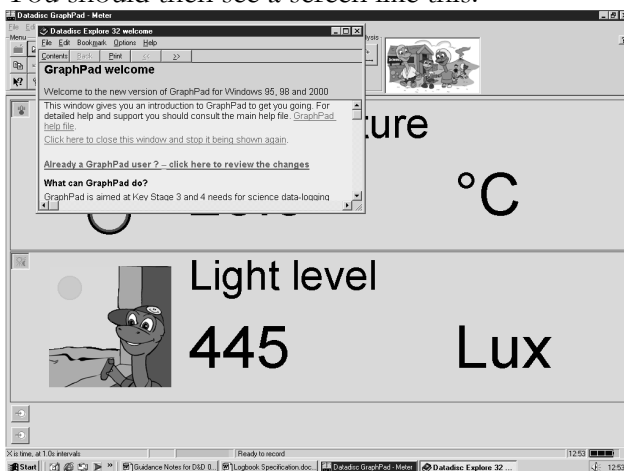 You should then see a screen like this:
Datadisc GraphPad - Meter
File
Menu
Datadisc Explore 32 welcome
File Edit Bookmark Options Help
Contents Back Print << >>
GraphPad welcome
Welcome to the new version of GraphPad for Windows 95, 98 and 2000
This window gives you an introduction to GraphPad to get you going. For
detailed help and support you should consult the main help file. GraphPad
help file.
Click here to close this window and stop it being shown again.
Already a GraphPad user ? – click here to review the changes
What can GraphPad do?
GraphPad is aimed at Key Stage 3 and 4 needs for science data-logging
ture
°C
Light level
445 Lux
X is time, at 1.0s intervals
Ready to record
12:53
Start
Guidance Notes for D&D 0...
Logbook Specification.doc...
Datadisc GraphPad - Meter
Datadisc Explore 32 ...
12:53